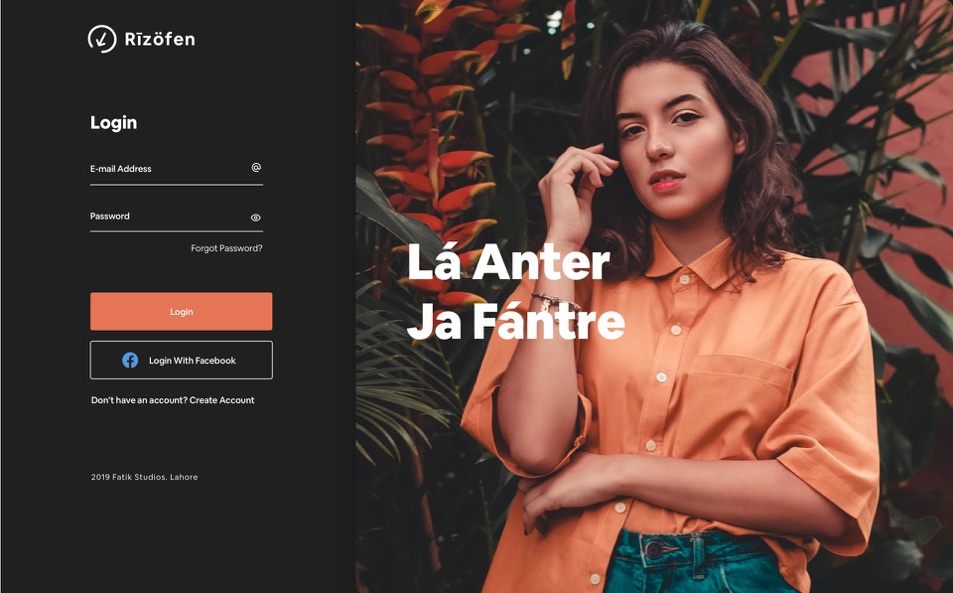 Rīzöfen
Login
E-mail Address
Password
Forgot Password?
Login
Login With Facebook
Don't have an account? Create Account
2019 Fatik Studios. Lahore
Lá Anter
Ja Fántre